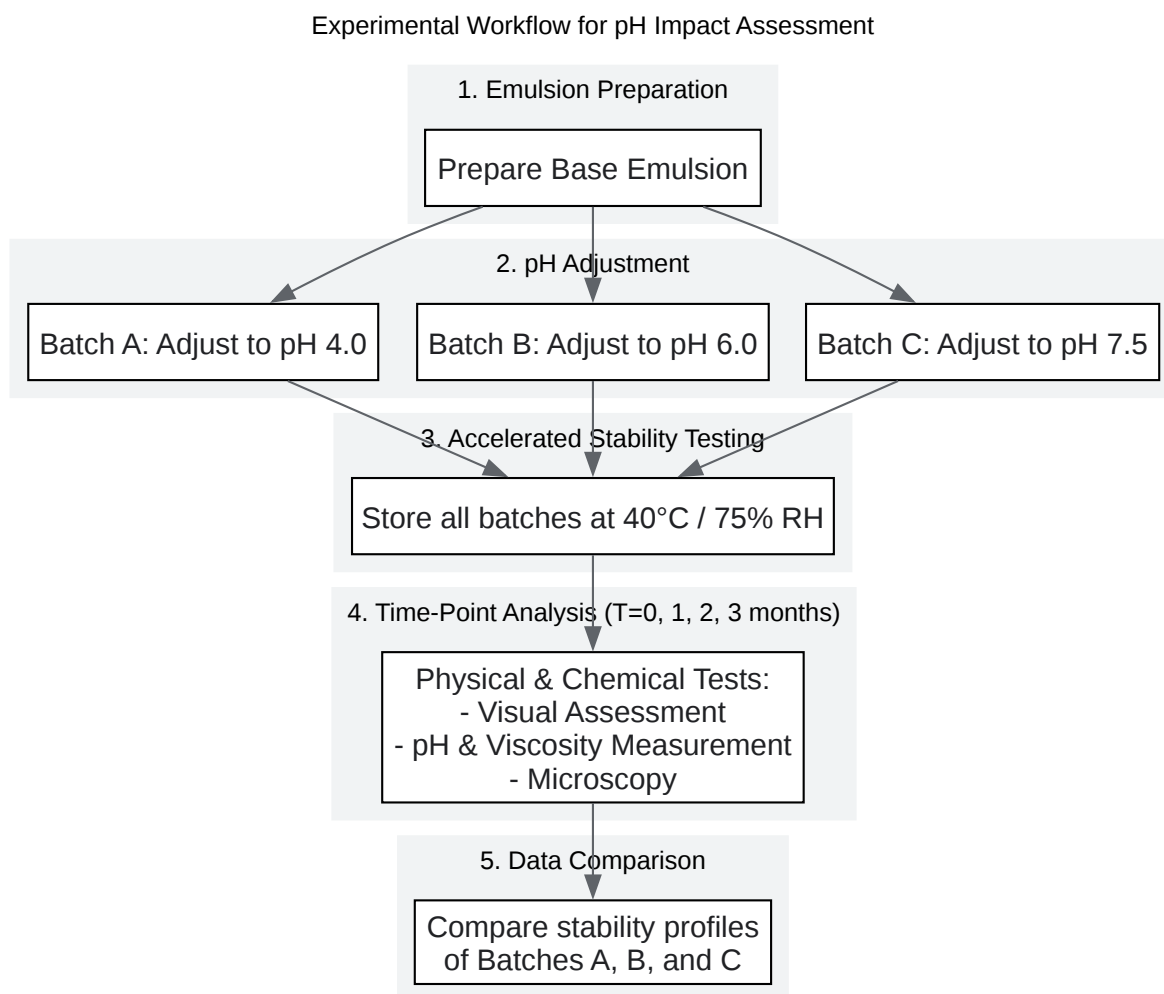 Experimental Workflow for pH Impact Assessment
1. Emulsion Preparation
Prepare Base Emulsion
2. pH Adjustment
Batch A: Adjust to pH 4.0
Batch B: Adjust to pH 6.0
Batch C: Adjust to pH 7.5
3. Accelerated Stability Testing
Store all batches at 40°C / 75% RH
4. Time-Point Analysis (T=0, 1, 2, 3 months)
Physical & Chemical Tests:
- Visual Assessment
- pH & Viscosity Measurement
- Microscopy
5. Data Comparison
Compare stability profiles
of Batches A, B, and C